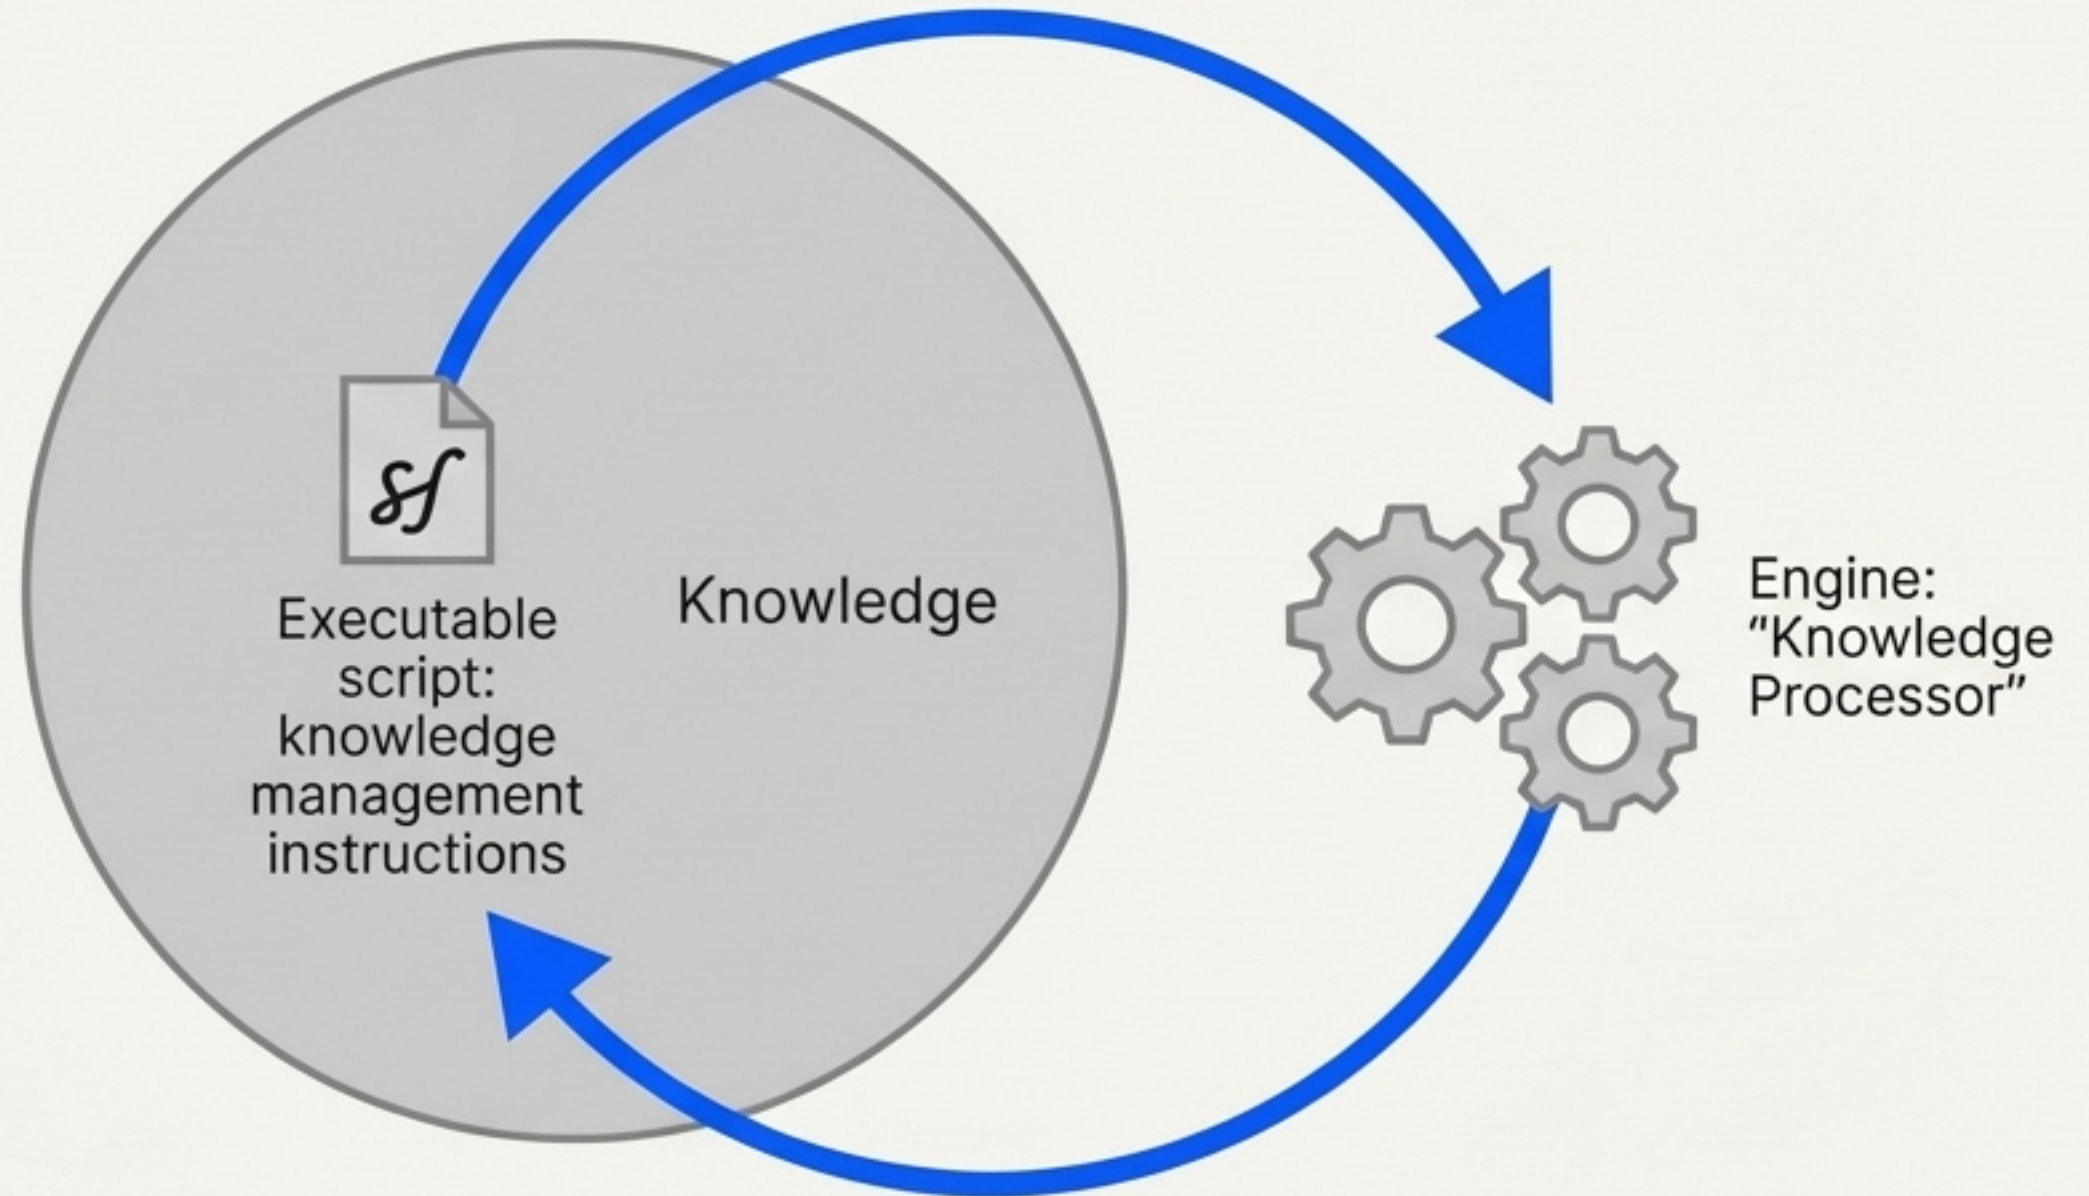 Executable
script:
knowledge
management
instructions
Knowledge
Engine:
"Knowledge
Processor"